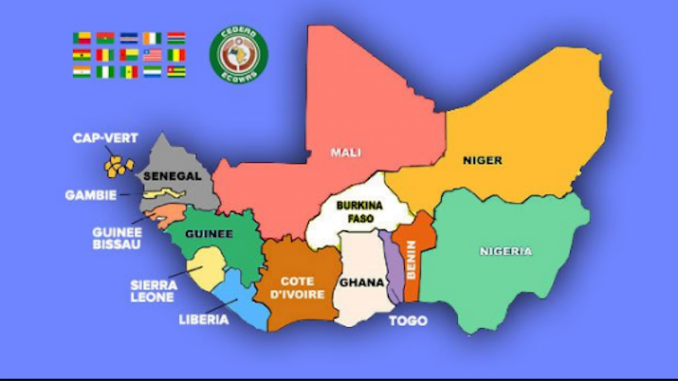 CEDEAO
ECOWAS
CAP-VERT
SENEGAL
GAMBIE
GUINEE
BISSAU
GUINEE
SIERRA
LEONE
LIBERIA
MALI
BURKINA
FASO
COTE
D'IVOIRE
GHANA
TOGO
BENIN
NIGER
NIGERIA